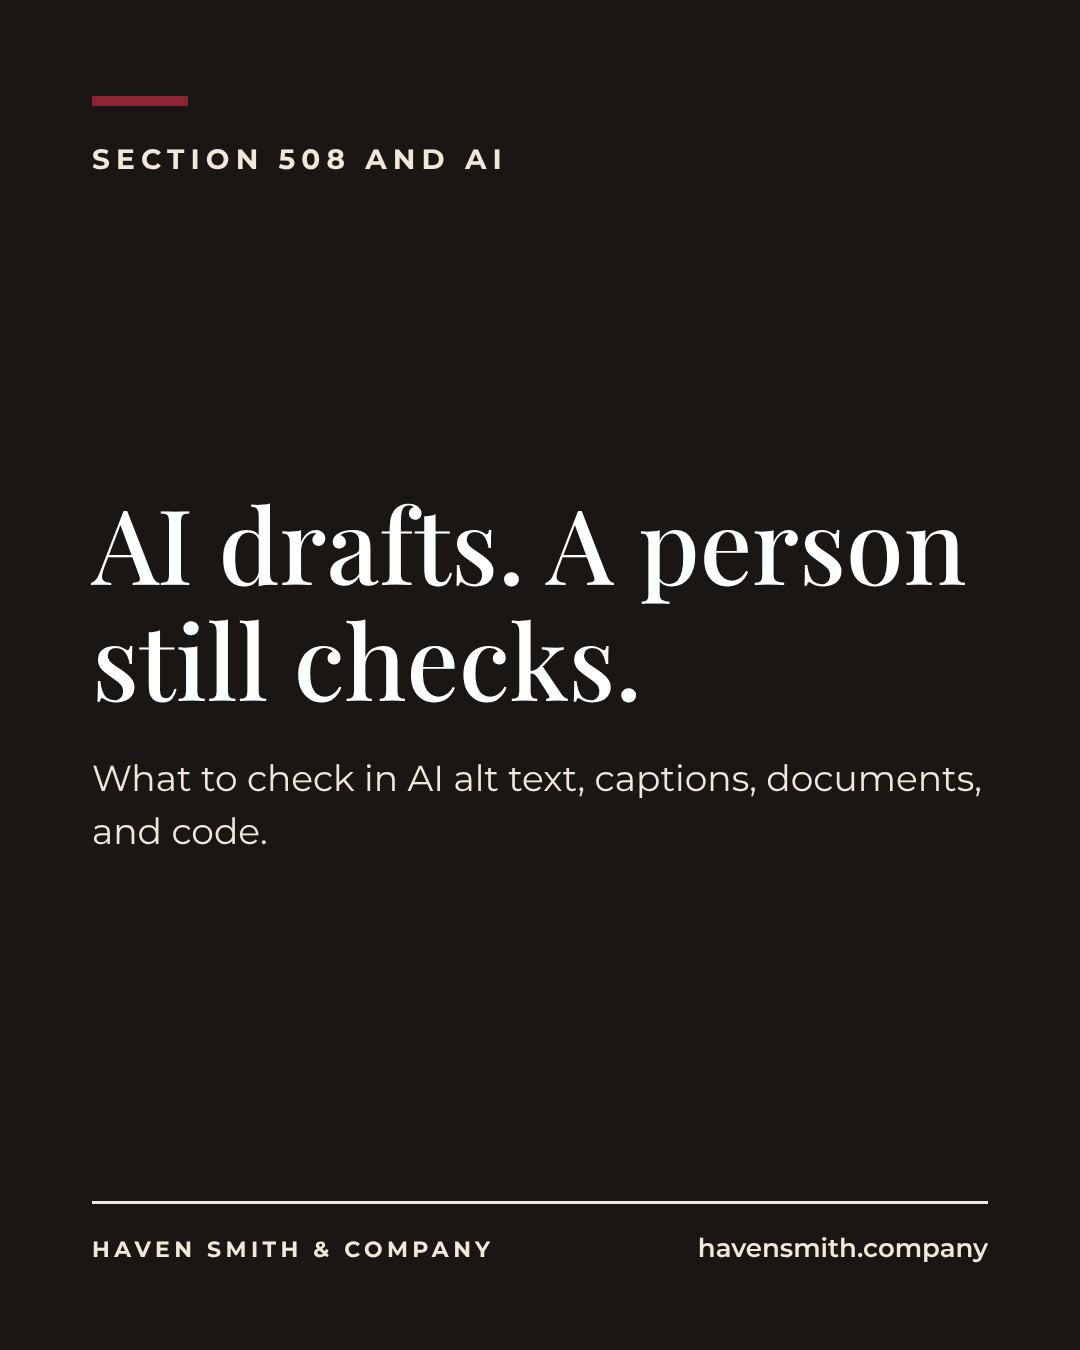 SECTION 508 AND AI
AI drafts. A person
still checks.
What to check in AI alt text, captions, documents,
and code.
HAVEN SMITH & COMPANY
havensmith.company